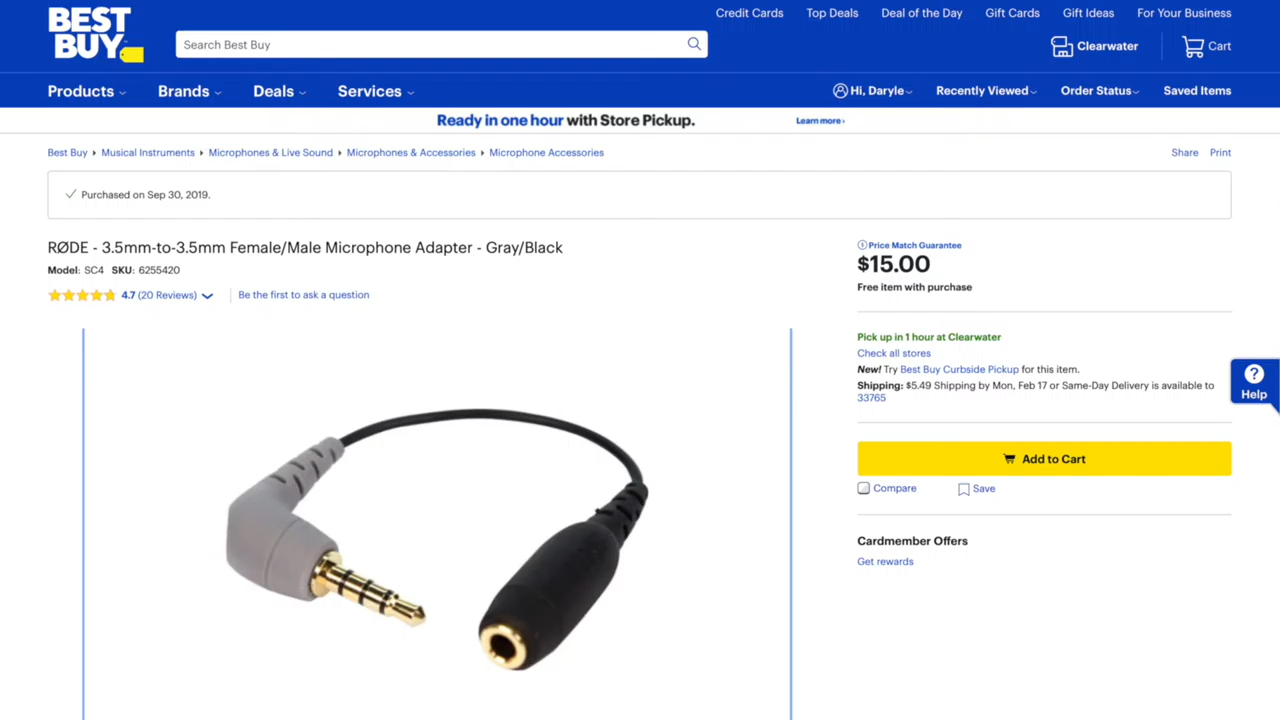 BEST
BUY
Credit Cards
Top Deals
Deal of the Day
Gift Cards
Gift Ideas
For Your Business
Search Best Buy
Clearwater
Cart
Products
Brands
Deals
Services
Hi, Daryle
Recently Viewed
Order Status
Saved Items
Ready in one hour with Store Pickup.
Learn more ›
Best Buy
Musical Instruments
Microphones & Live Sound
Microphones & Accessories
Microphone Accessories
Share
Print
Purchased on Sep 30, 2019.
RØDE - 3.5mm-to-3.5mm Female/Male Microphone Adapter - Gray/Black
Model: SC4 SKU: 6255420
4.7 (20 Reviews)
Be the first to ask a question
Price Match Guarantee
$15.00
Free item with purchase
Pick up in 1 hour at Clearwater
Check all stores
New! Try Best Buy Curbside Pickup for this item.
Shipping: $5.49 Shipping by Mon, Feb 17 or Same-Day Delivery is available to
33765
? Help
Add to Cart
Compare
Save
Cardmember Offers
Get rewards